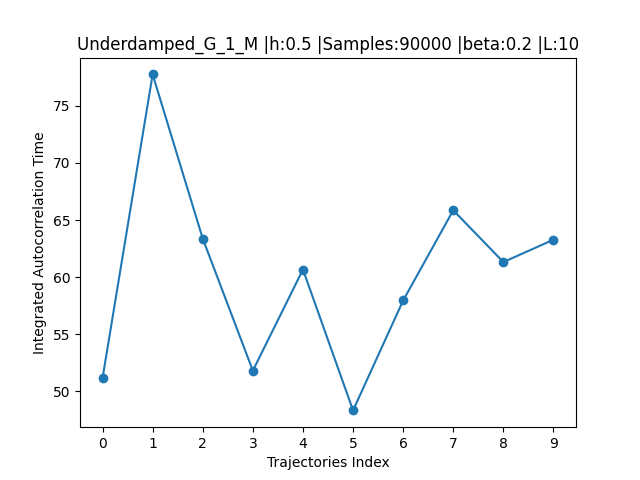 Underdamped_G_1_M |h:0.5 |Samples:90000 |beta:0.2 |L:10
Integrated Autocorrelation Time
75
70
65
60
55
50
0 1 2 3 4 5 6 7 8 9
Trajectories Index